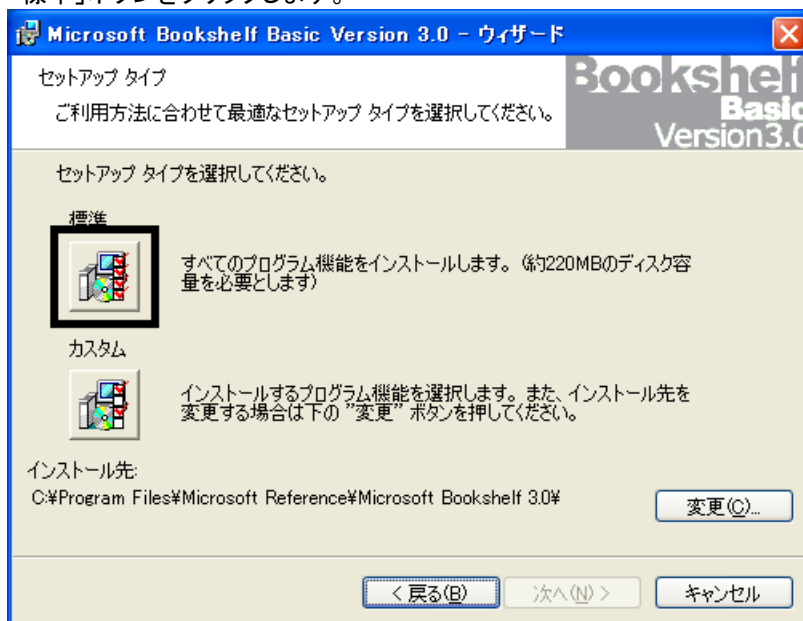 標準」ボタンをクリックします。
Microsoft Bookshelf Basic Version 3.0 - ウィザード
セットアップ タイプ
ご利用方法に合わせて最適なセットアップ タイプを選択してください。
Bookshelf
Basic
Version3.0
セットアップ タイプを選択してください。
標準
すべてのプログラム機能をインストールします。(約220MBのディスク容
量を必要とします)
カスタム
インストールするプログラム機能を選択します。また、インストール先を
変更する場合は下の "変更" ボタンを押してください。
インストール先:
C:¥Program Files¥Microsoft Reference¥Microsoft Bookshelf 3.0¥
変更(C)...
< 戻る(B)
次へ(N) >
キャンセル